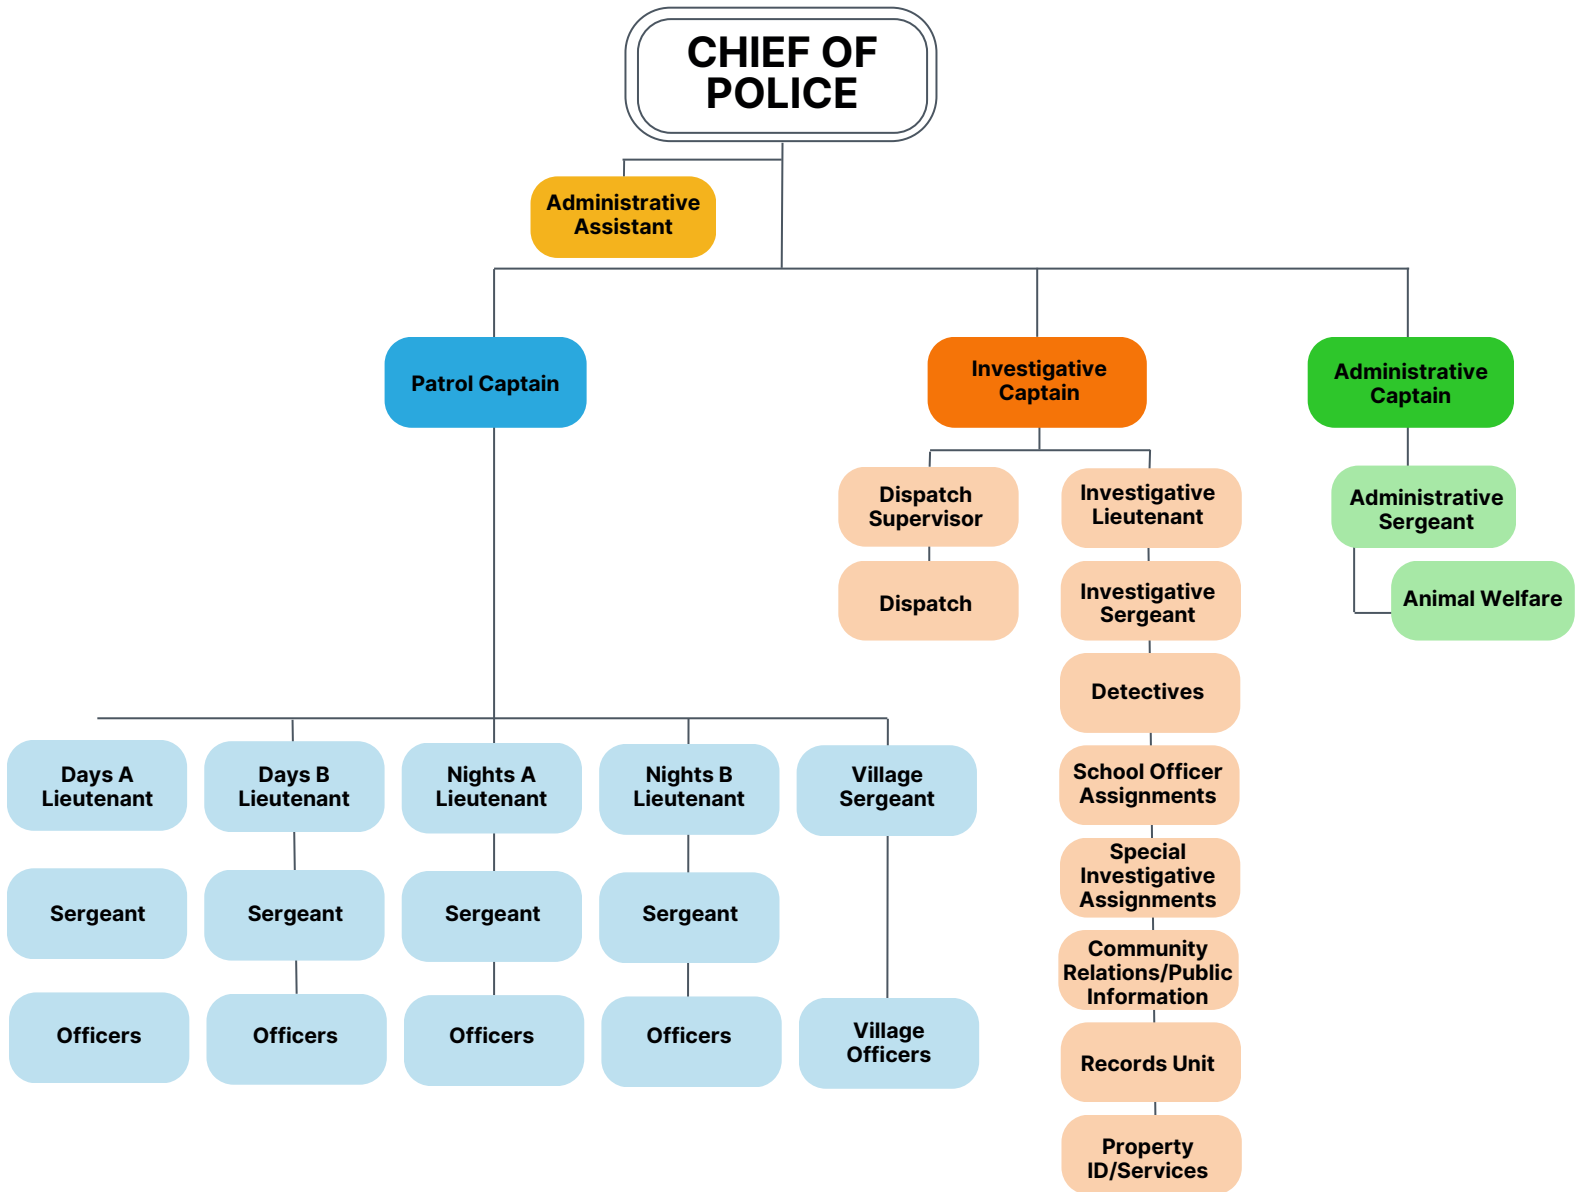 CHIEF OF
POLICE
Administrative
Assistant
Patrol Captain
Investigative
Captain
Administrative
Captain
Dispatch
Supervisor
Investigative
Lieutenant
Administrative
Sergeant
Dispatch
Investigative
Sergeant
Animal Welfare
Detectives
School Officer
Assignments
Special
Investigative
Assignments
Community
Relations/Public
Information
Records Unit
Property
ID/Services
Days A
Lieutenant
Days B
Lieutenant
Nights A
Lieutenant
Nights B
Lieutenant
Village
Sergeant
Sergeant
Sergeant
Sergeant
Sergeant
Officers
Officers
Officers
Officers
Village
Officers